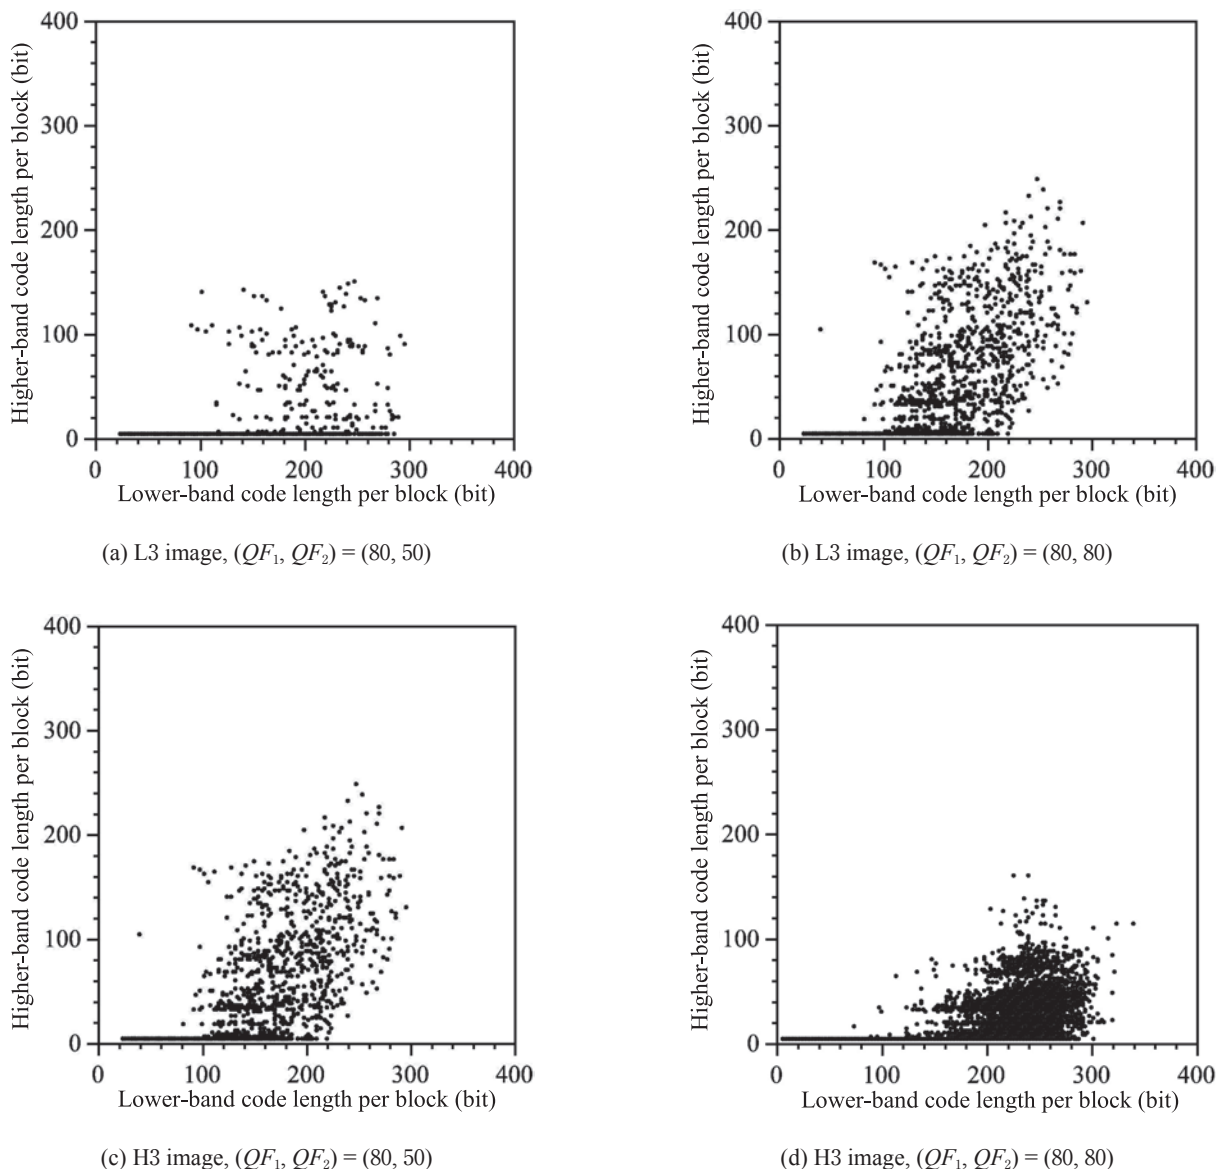 400
300
200
100
0
Higher-band code length per block (bit)
0 100 200 300 400
Lower-band code length per block (bit)
(a) L3 image, (QF₁, QF₂) = (80, 50)
400
300
200
100
0
Higher-band code length per block (bit)
0 100 200 300 400
Lower-band code length per block (bit)
(b) L3 image, (QF₁, QF₂) = (80, 80)
400
300
200
100
0
Higher-band code length per block (bit)
0 100 200 300 400
Lower-band code length per block (bit)
(c) H3 image, (QF₁, QF₂) = (80, 50)
400
300
200
100
0
Higher-band code length per block (bit)
0 100 200 300 400
Lower-band code length per block (bit)
(d) H3 image, (QF₁, QF₂) = (80, 80)